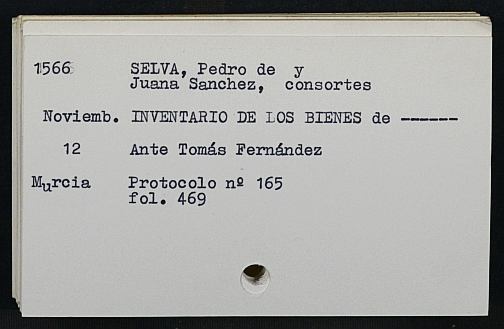 1566 SELVA, Pedro de y
Juana Sanchez, consortes
Noviemb. INVENTARIO DE LOS BIENES de ------
12 Ante Tomás Fernández
Murcia Protocolo nº 165
fol. 469